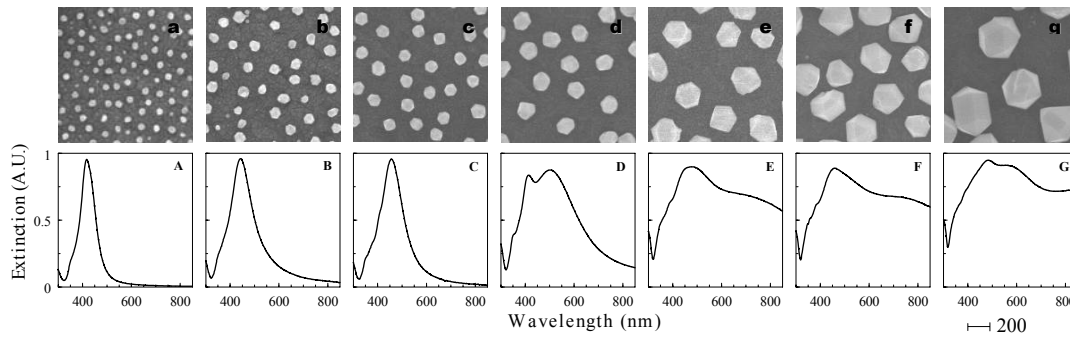 a b c d e f g
A B C D E F G
1
0.5
0
Extinction (A.U.)
400 600 800 400 600 800 400 600 800 400 600 800 400 600 800 400 600 800 400 600 800
Wavelength (nm)
200